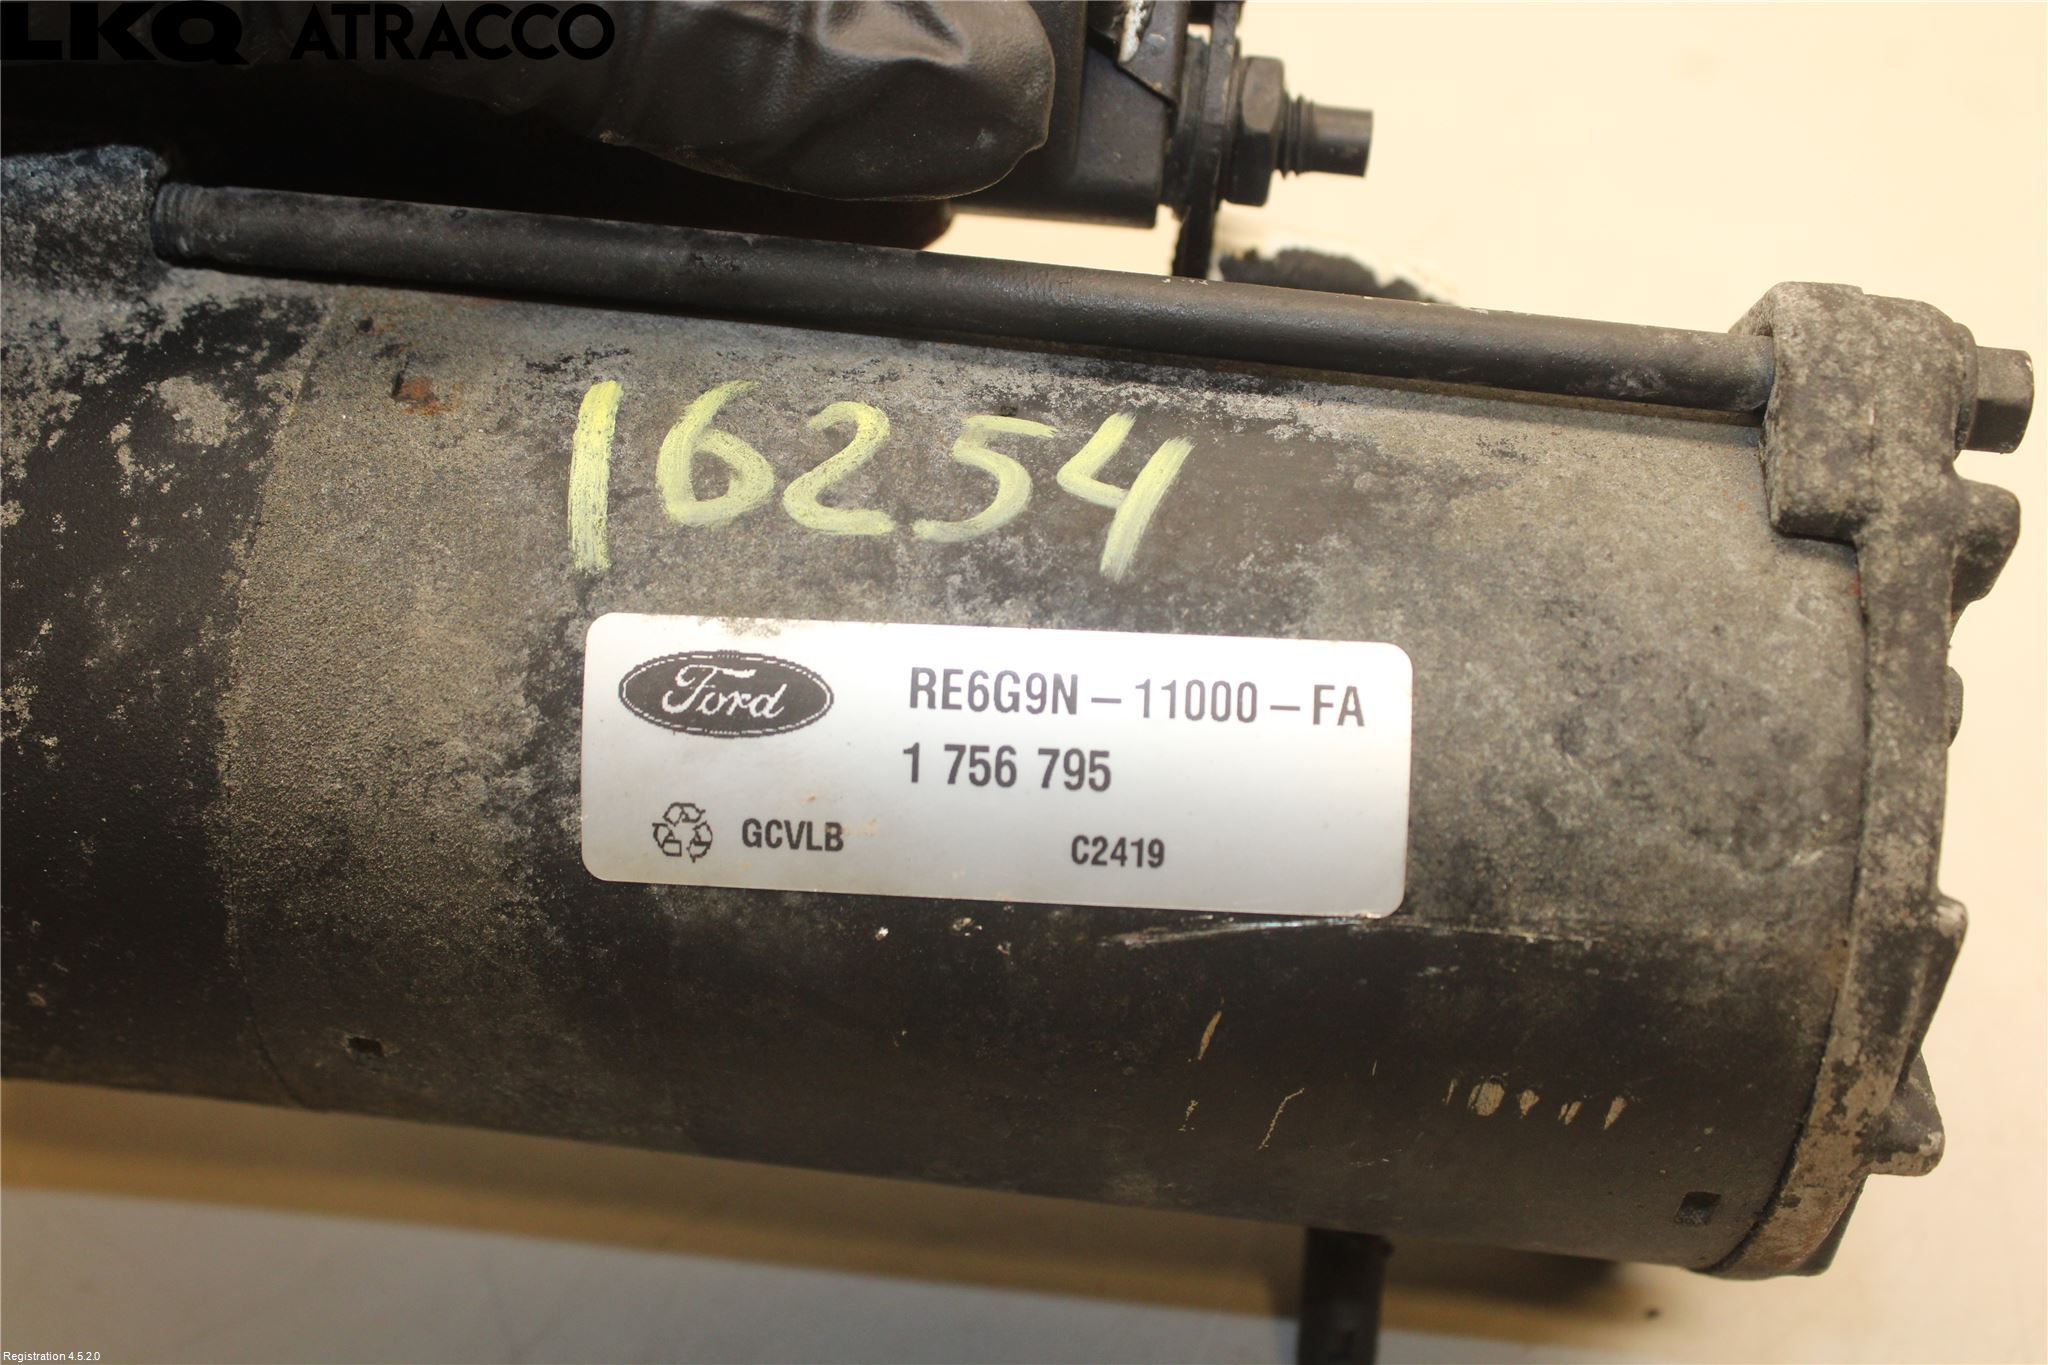 LKQ ATRACCO
16254
Ford
RE6G9N-11000-FA
1 756 795
GCVLB
C2419
Registration 4.5.2.0